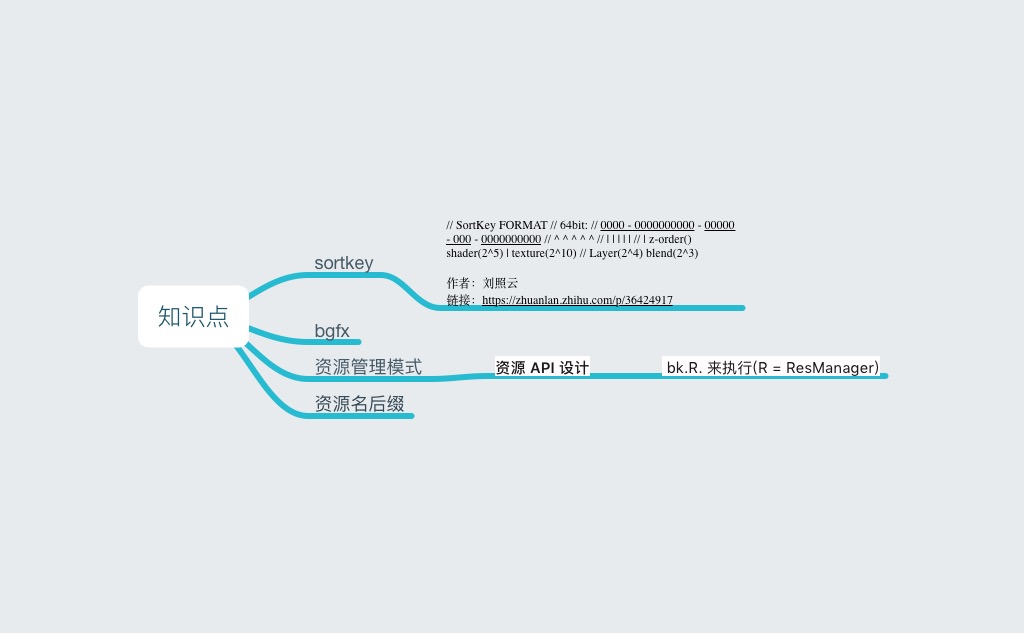 知识点
sortkey
// SortKey FORMAT // 64bit: // 0000 - 0000000000 - 00000
- 000 - 0000000000 // ^ ^ ^ ^ ^ // | | | | | // | z-order()
shader(2^5) | texture(2^10) // Layer(2^4) blend(2^3)
作者：刘照云
链接：https://zhuanlan.zhihu.com/p/36424917
bgfx
资源管理模式
资源 API 设计
bk.R. 来执行(R = ResManager)
资源名后缀